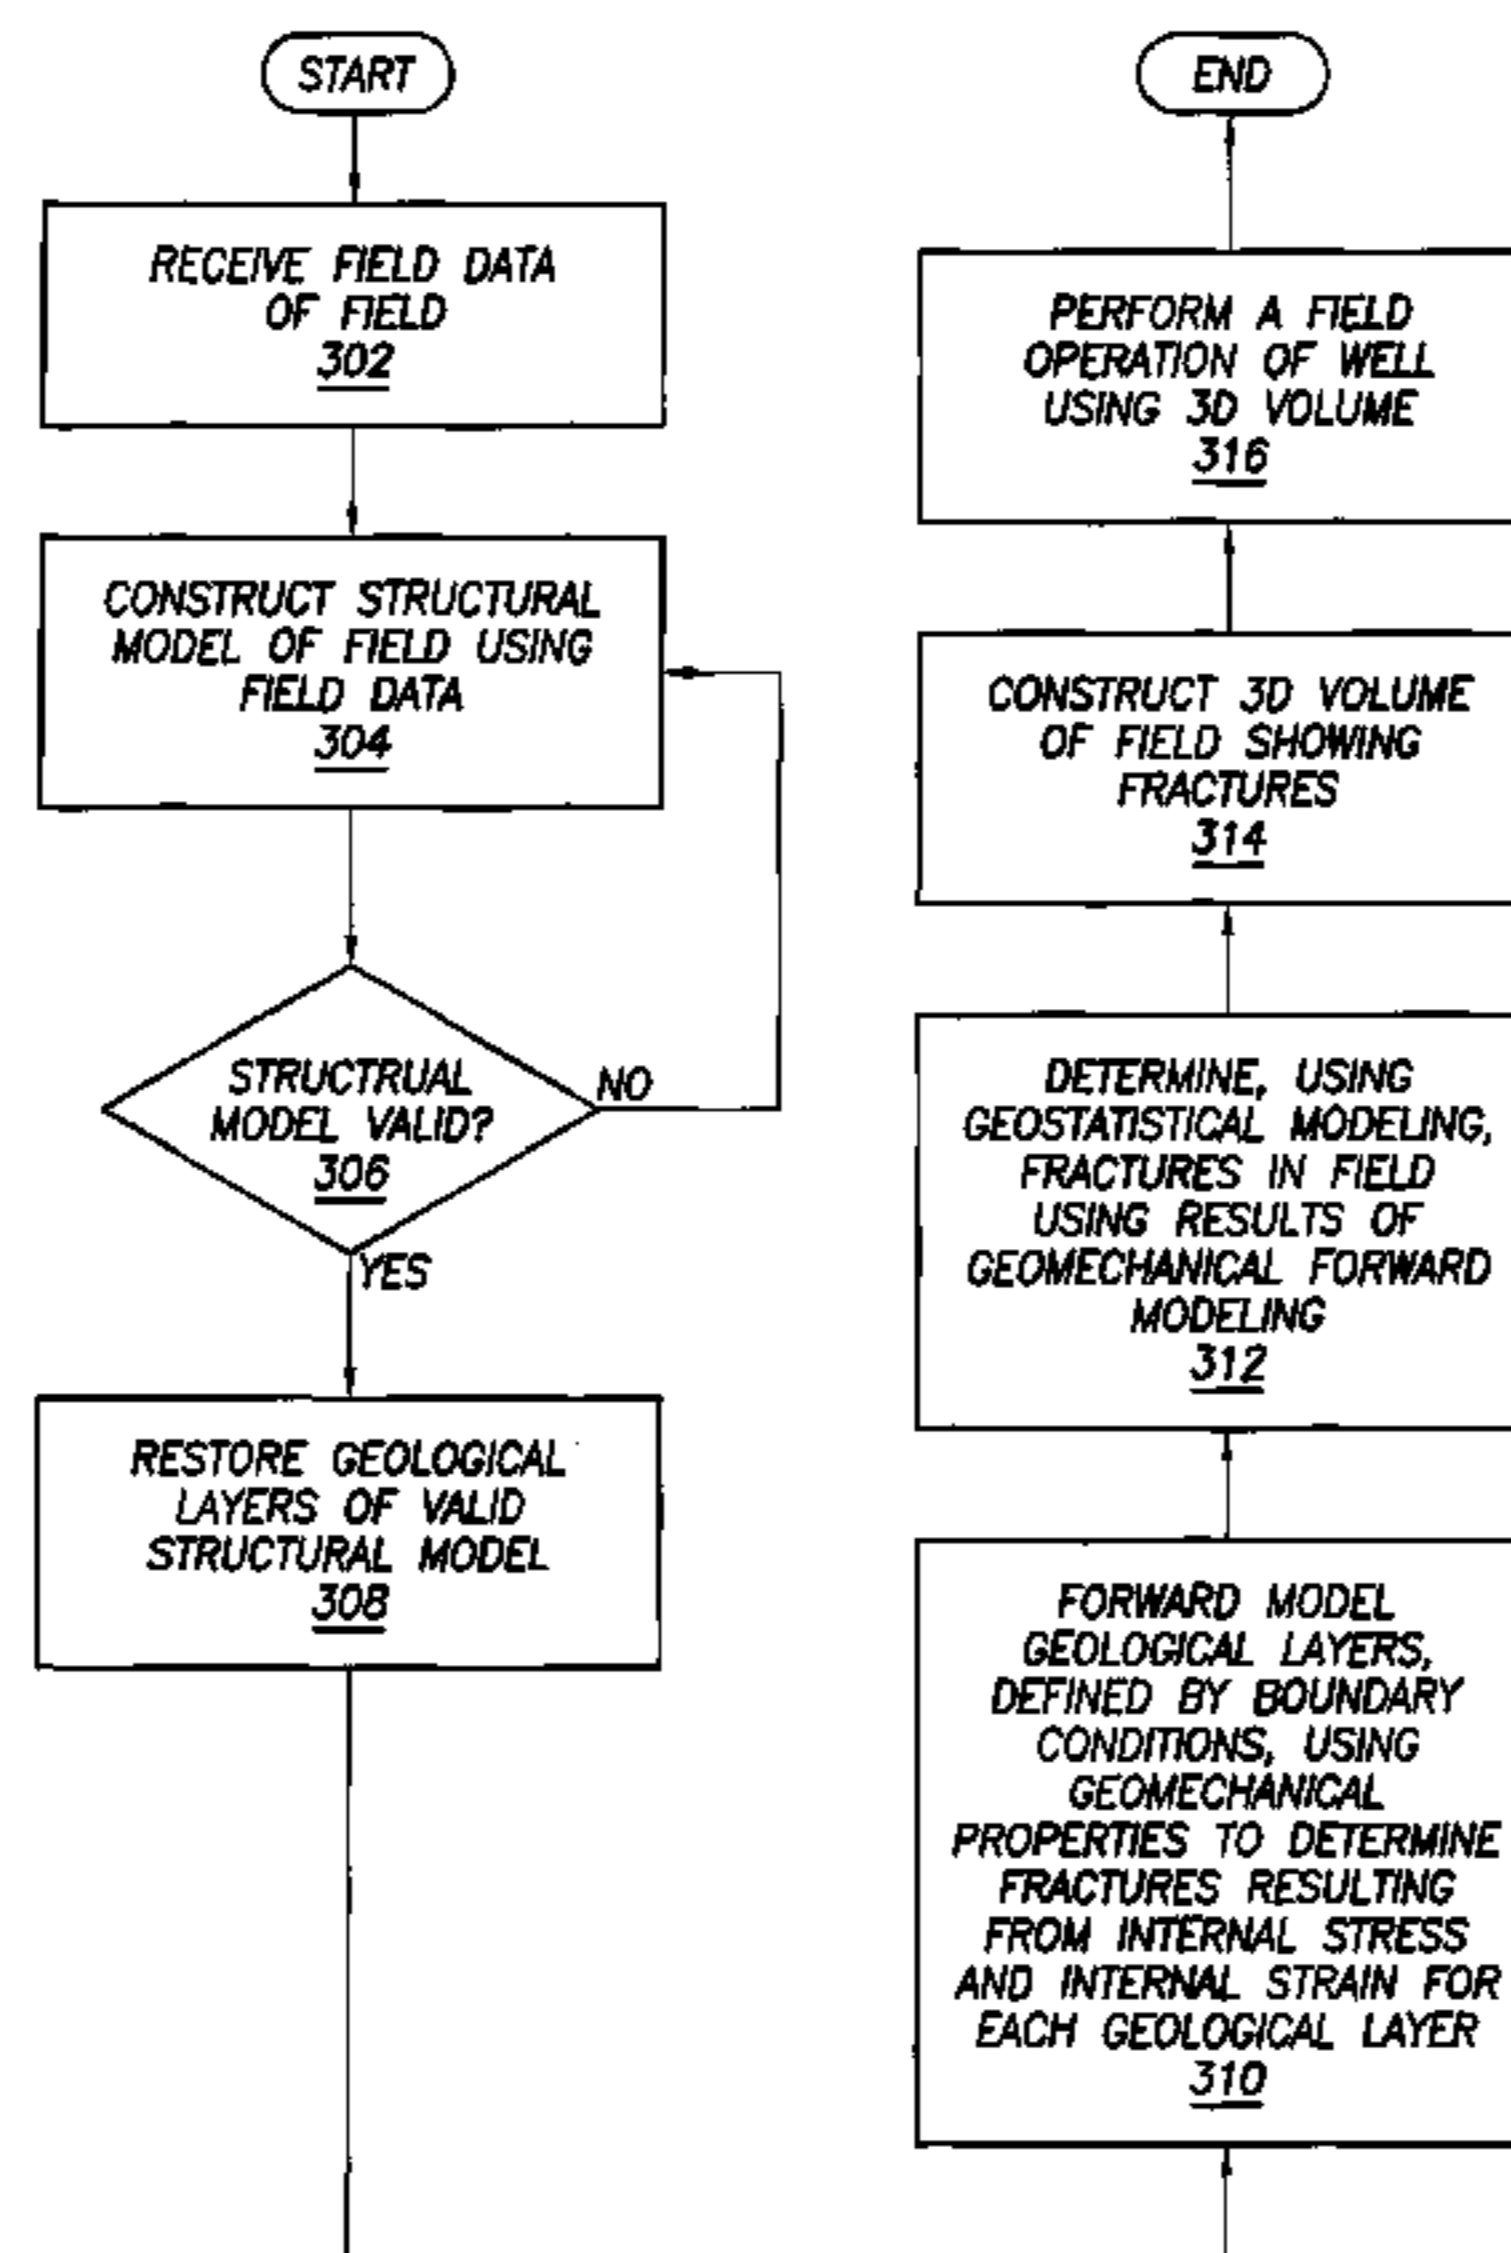 START
RECEIVE FIELD DATA
OF FIELD
302
CONSTRUCT STRUCTURAL
MODEL OF FIELD USING
FIELD DATA
304
STRUCTRUAL
MODEL VALID?
306
NO
YES
RESTORE GEOLOGICAL
LAYERS OF VALID
STRUCTURAL MODEL
308
END
PERFORM A FIELD
OPERATION OF WELL
USING 3D VOLUME
316
CONSTRUCT 3D VOLUME
OF FIELD SHOWING
FRACTURES
314
DETERMINE, USING
GEOSTATISTICAL MODELING,
FRACTURES IN FIELD
USING RESULTS OF
GEOMECHANICAL FORWARD
MODELING
312
FORWARD MODEL
GEOLOGICAL LAYERS,
DEFINED BY BOUNDARY
CONDITIONS, USING
GEOMECHANICAL
PROPERTIES TO DETERMINE
FRACTURES RESULTING
FROM INTERNAL STRESS
AND INTERNAL STRAIN FOR
EACH GEOLOGICAL LAYER
310